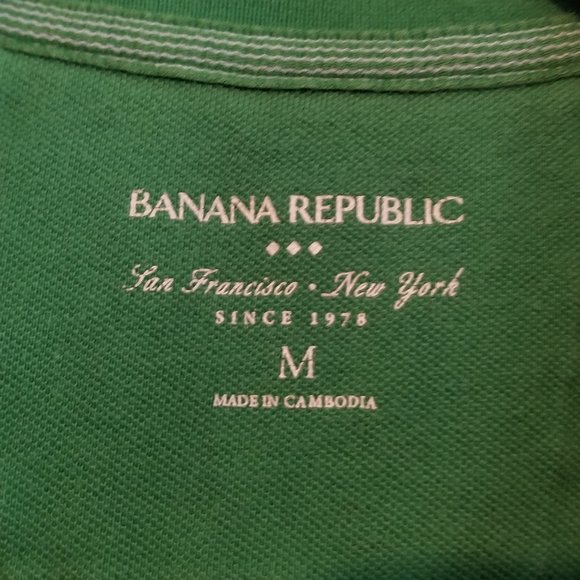 BANANA REPUBLIC
San Francisco · New York
SINCE 1978
M
MADE IN CAMBODIA